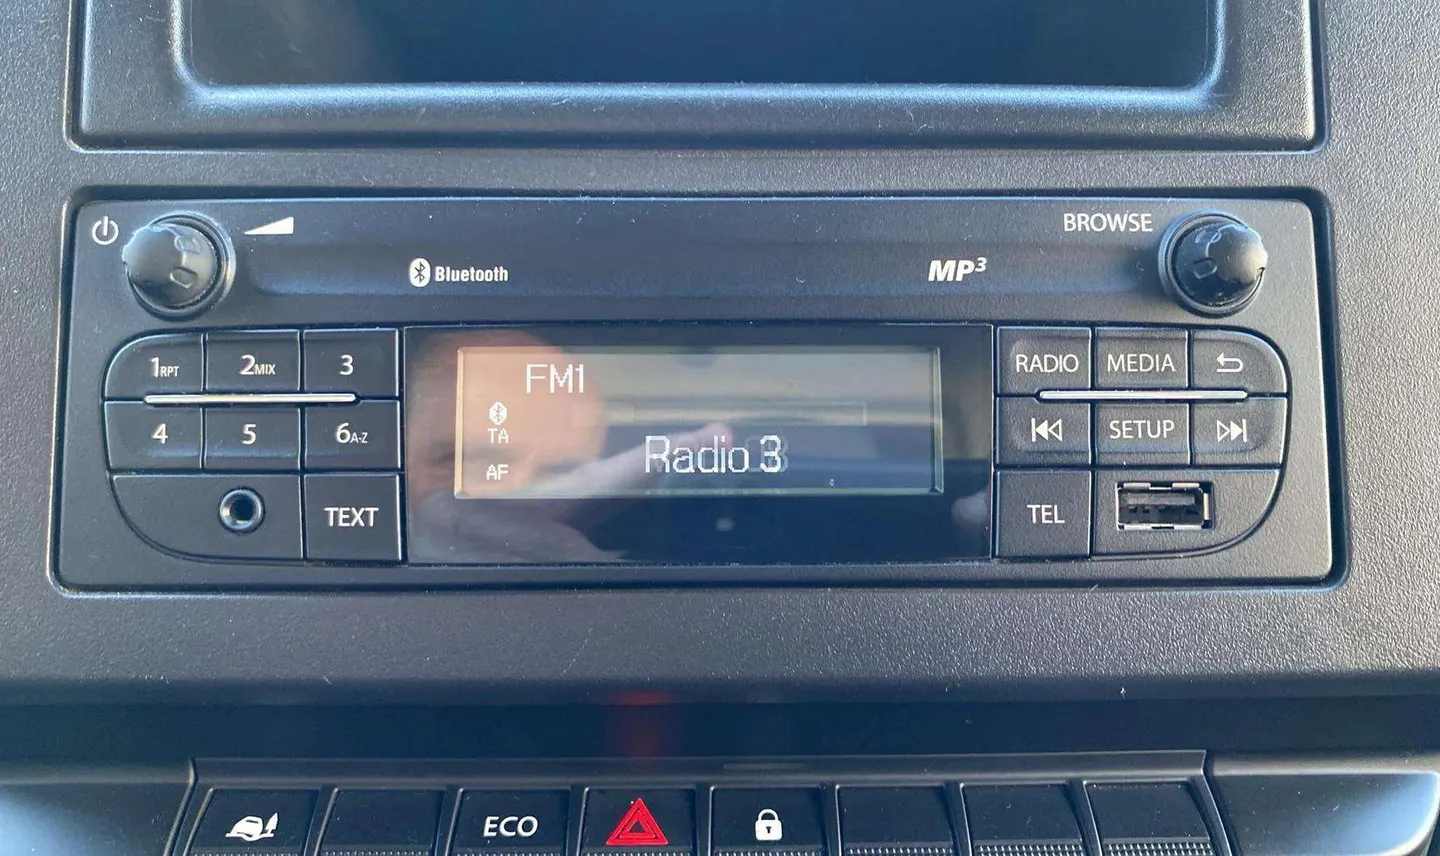 BROWSE
Bluetooth
MP3
1RPT
2MIX
3
FM1
RADIO
MEDIA
4
5
6A-Z
TA
Radio 3
SETUP
AF
TEXT
TEL
ECO